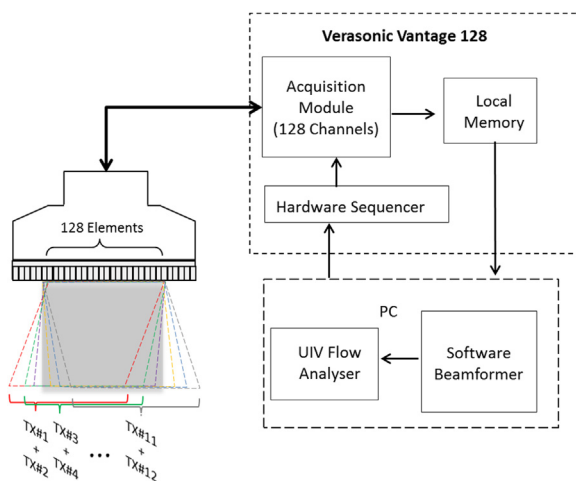 Verasonic Vantage 128
Acquisition
Module
(128 Channels)
Local
Memory
Hardware Sequencer
128 Elements
PC
UIV Flow
Analyser
Software
Beamformer
TX#1
+
TX#2
TX#3
+
TX#4
•••
TX#11
+
TX#12